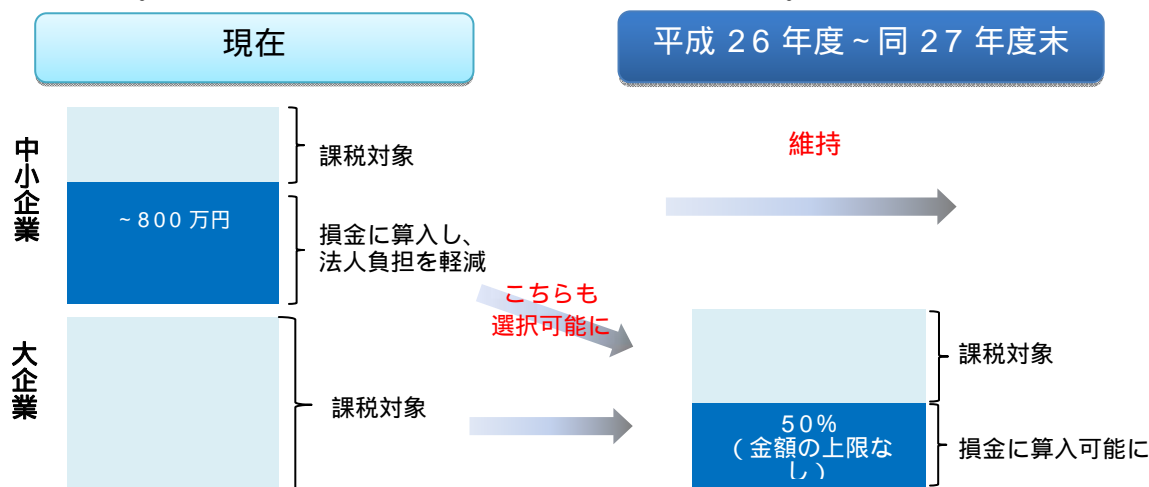 現在
平成 26 年度～同 27 年度末
中小企業
課税対象
～800 万円
損金に算入し、
法人負担を軽減
維持
こちらも
選択可能に
大企業
課税対象
課税対象
50%
（金額の上限な
し）
損金に算入可能に